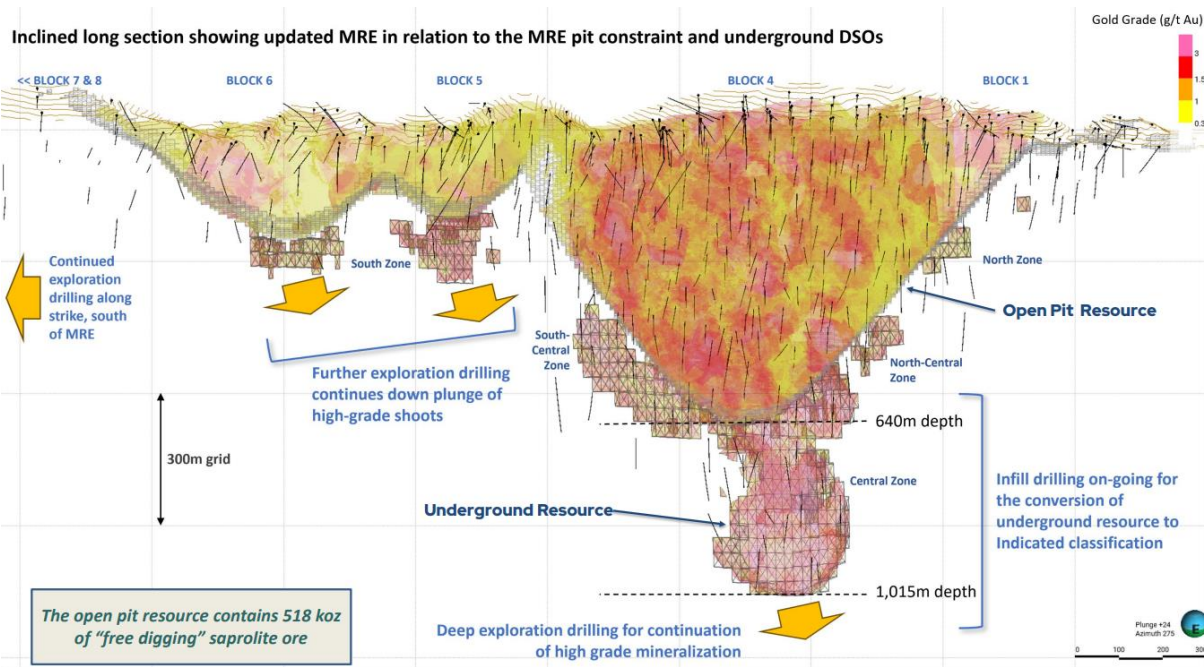 Inclined long section showing updated MRE in relation to the MRE pit constraint and underground DSOs
Gold Grade (g/t Au)
3
1.5
1
0.3
<< BLOCK 7 & 8
BLOCK 6
BLOCK 5
BLOCK 4
BLOCK 1
Continued
exploration
drilling along
strike, south
of MRE
South Zone
North Zone
Open Pit Resource
South-
Central
Zone
North-Central
Zone
Further exploration drilling
continues down plunge of
high-grade shoots
640m depth
300m grid
Central Zone
Underground Resource
Infill drilling on-going for
the conversion of
underground resource to
Indicated classification
1,015m depth
The open pit resource contains 518 koz
of “free digging” saprolite ore
Deep exploration drilling for continuation
of high grade mineralization
Plunge +24
Azimuth 275
E
0 100 200